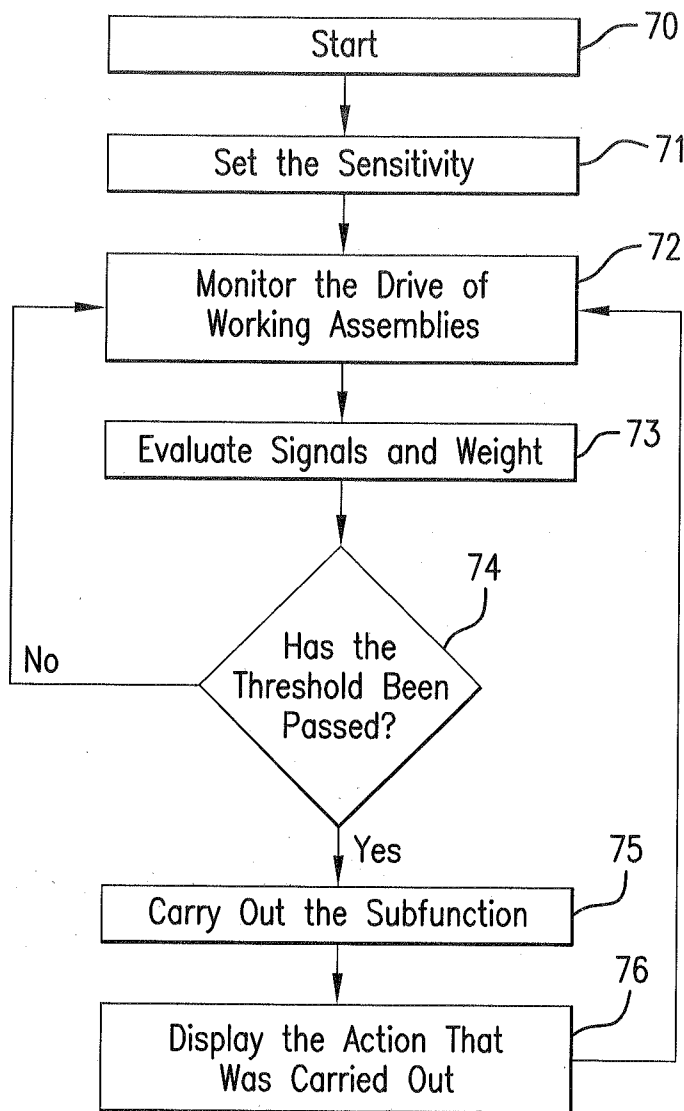 Start
70
Set the Sensitivity
71
Monitor the Drive of
Working Assemblies
72
Evaluate Signals and Weight
73
Has the
Threshold Been
Passed?
74
No
Yes
Carry Out the Subfunction
75
Display the Action That
Was Carried Out
76